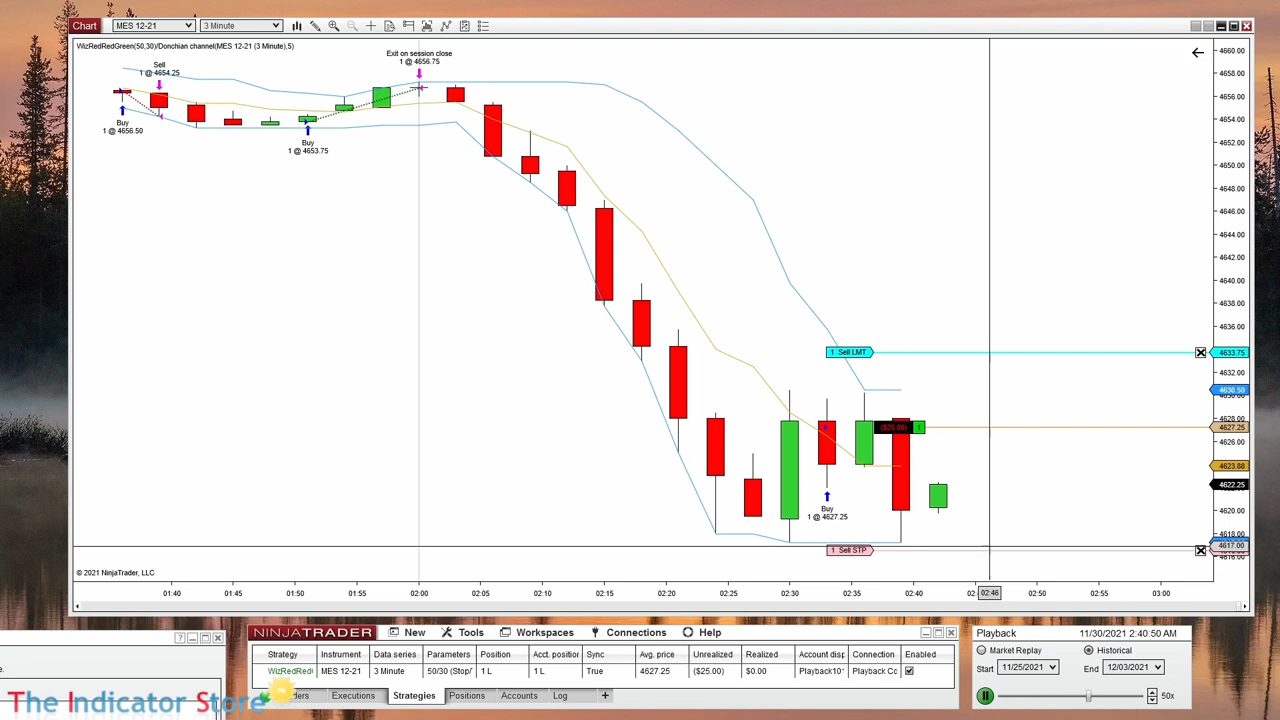 Chart MES 12-21 3 Minute
WizRedRedGreen(50,30)/Donchian channel(MES 12-21 (3 Minute),5)
Sell
1 @ 4654.25
Buy
1 @ 4656.50
Buy
1 @ 4653.75
Exit on session close
1 @ 4656.75
1 Sell LMT
($25.00) 1
Buy
1 @ 4627.25
1 Sell STP
© 2021 NinjaTrader, LLC
4660.00
4658.00
4656.00
4654.00
4652.00
4650.00
4648.00
4646.00
4644.00
4642.00
4640.00
4638.00
4636.00
4633.75
4632.00
4630.50
4628.00
4627.25
4626.00
4623.88
4622.25
4620.00
4618.00
4617.00
01:40 01:45 01:50 01:55 02:00 02:05 02:10 02:15 02:20 02:25 02:30 02:35 02:40 02:46 02:50 02:55 03:00
NINJATRADER New Tools Workspaces Connections Help
Strategy Instrument Data series Parameters Position Acct. position Sync Avg. price Unrealized Realized Account disp Connection Enabled
WizRedRed MES 12-21 3 Minute 50/30 (Stop/ 1 L 1 L True 4627.25 ($25.00) $0.00 Playback10 Playback Co
ders Executions Strategies Positions Accounts Log +
Playback 11/30/2021 2:40:50 AM
Market Replay Historical
Start 11/25/2021 End 12/03/2021
50x
e.
The Indicator Store